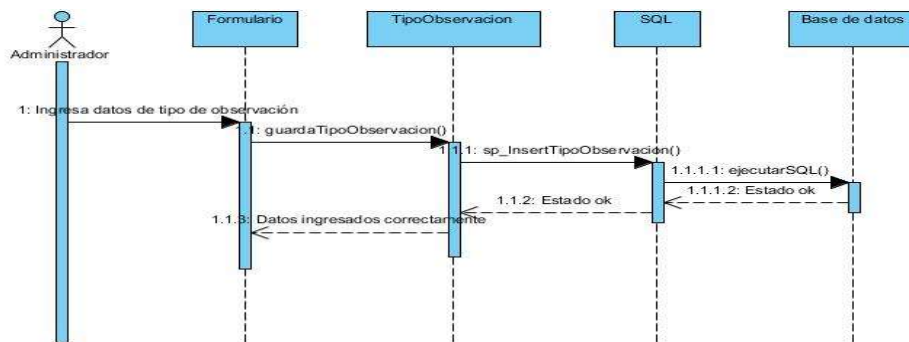 Formulario
TipoObservacion
SQL
Base de datos
Administrador
1: Ingresa datos de tipo de observación
1.1: guardaTipoObservacion()
1.1.1: sp_InsertTipoObservacion()
1.1.1.1: ejecutarSQL()
1.1.1.2: Estado ok
1.1.2: Estado ok
1.1.3: Datos ingresados correctamente